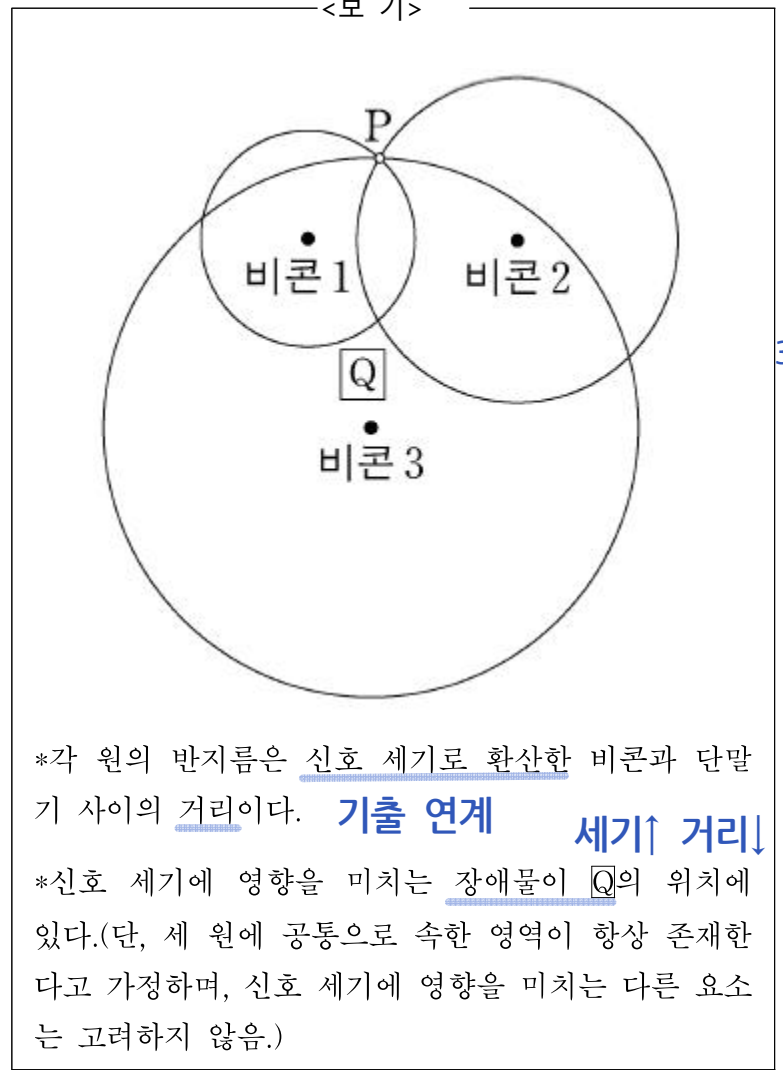 <보 기>
P
비콘 1
비콘 2
Q
비콘 3
*각 원의 반지름은 신호 세기로 환산한 비콘과 단말
기 사이의 거리이다. 기출 연계
세기↑ 거리↓
*신호 세기에 영향을 미치는 장애물이 Q의 위치에
있다.(단, 세 원에 공통으로 속한 영역이 항상 존재한
다고 가정하며, 신호 세기에 영향을 미치는 다른 요소
는 고려하지 않음.)